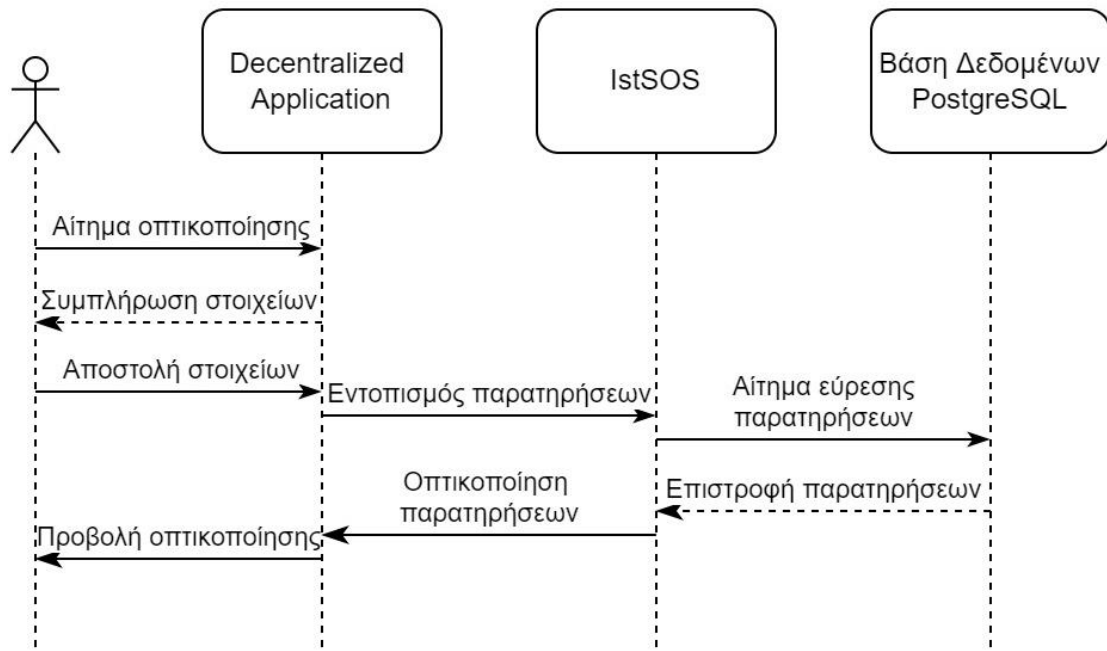 Decentralized
Application
IstSOS
Βάση Δεδομένων
PostgreSQL
Αίτημα οπτικοποίησης
Συμπλήρωση στοιχείων
Αποστολή στοιχείων
Εντοπισμός παρατηρήσεων
Αίτημα εύρεσης
παρατηρήσεων
Επιστροφή παρατηρήσεων
Οπτικοποίηση
παρατηρήσεων
Προβολή οπτικοποίησης